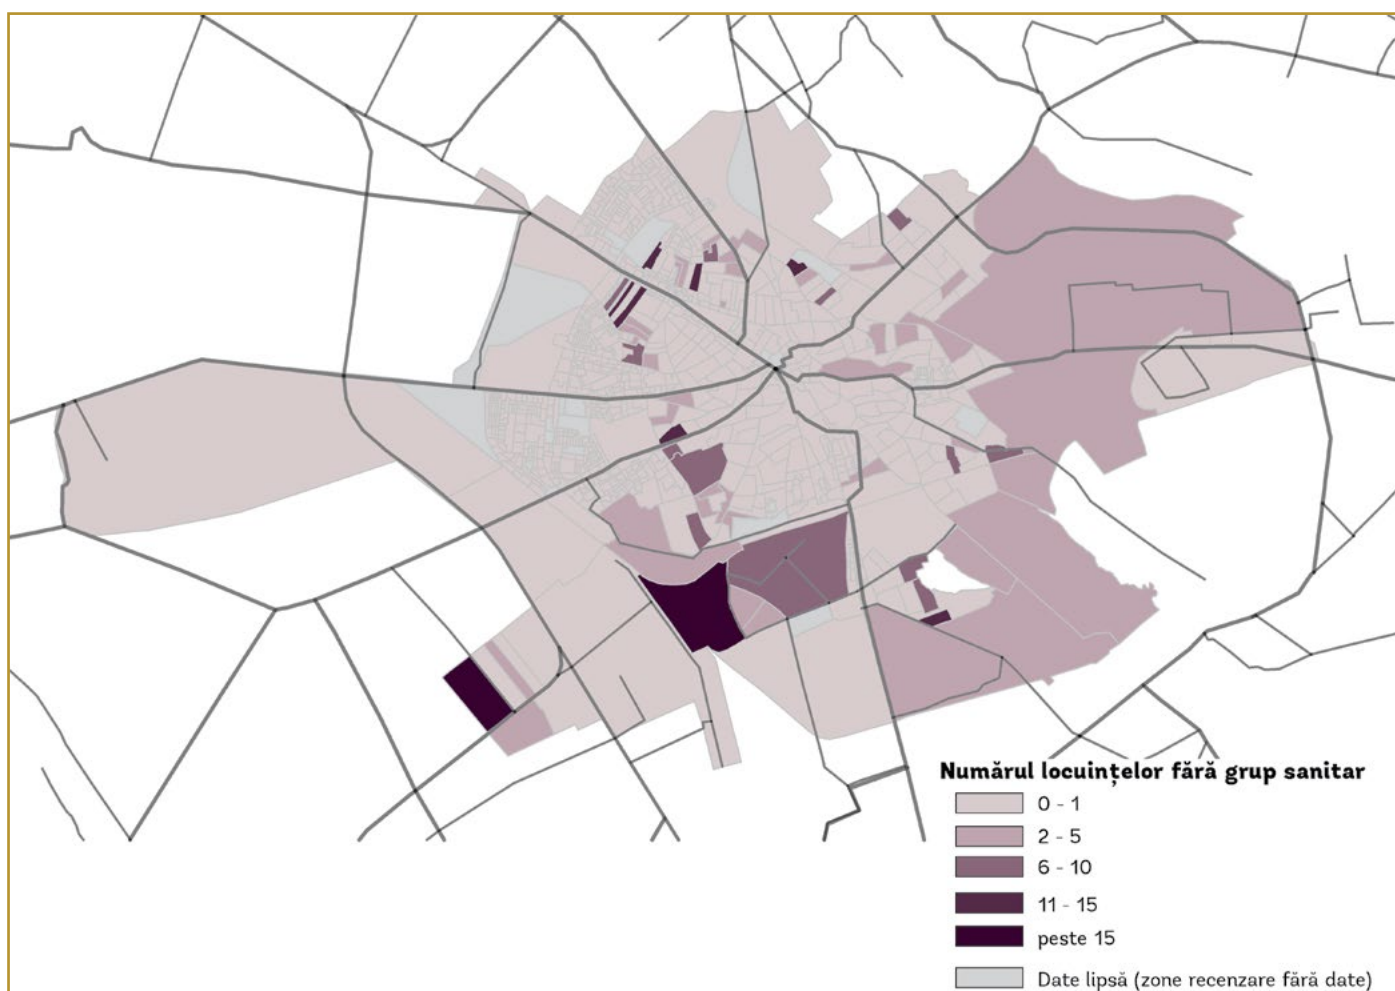 Numărul locuințelor fără grup sanitar
0 - 1
2 - 5
6 - 10
11 - 15
peste 15
Date lipsă (zone recenzare fără date)